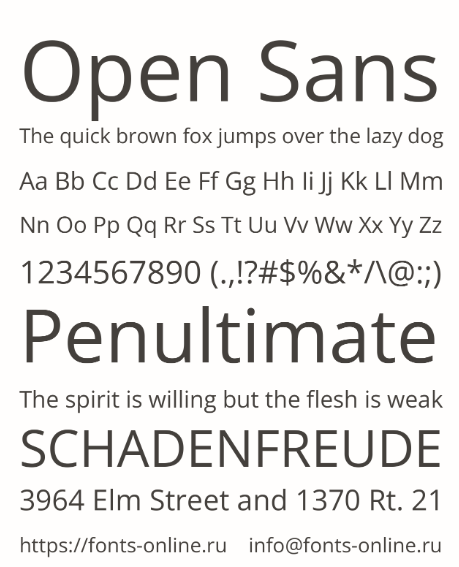 Open Sans
The quick brown fox jumps over the lazy dog
Aa Bb Cc Dd Ee Ff Gg Hh Ii Jj Kk Ll Mm
Nn Oo Pp Qq Rr Ss Tt Uu Vv Ww Xx Yy Zz
1234567890 (.,!?#$%&*/\@:;)
Penultimate
The spirit is willing but the flesh is weak
SCHADENFREUDE
3964 Elm Street and 1370 Rt. 21
https://fonts-online.ru info@fonts-online.ru